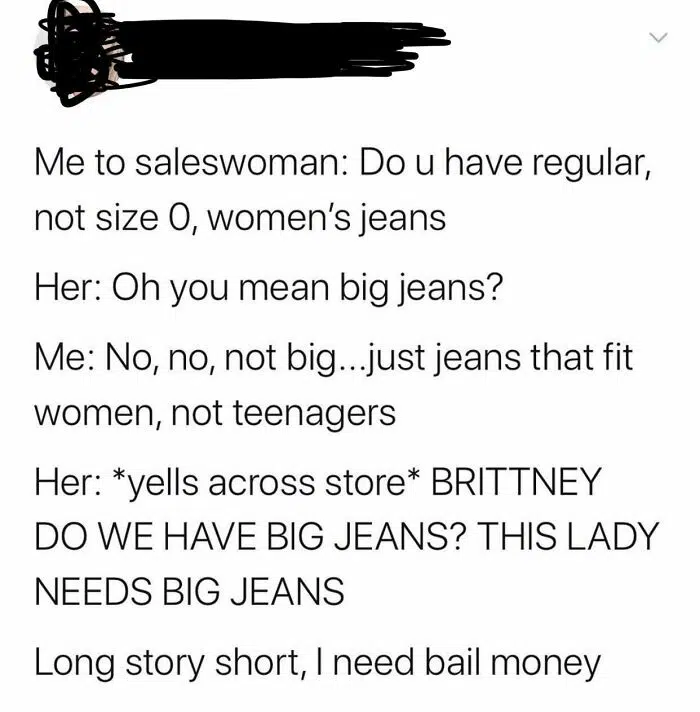 Me to saleswoman: Do u have regular,
not size 0, women's jeans
Her: Oh you mean big jeans?
Me: No, no, not big...just jeans that fit
women, not teenagers
Her: *yells across store* BRITTNEY
DO WE HAVE BIG JEANS? THIS LADY
NEEDS BIG JEANS
Long story short, I need bail money